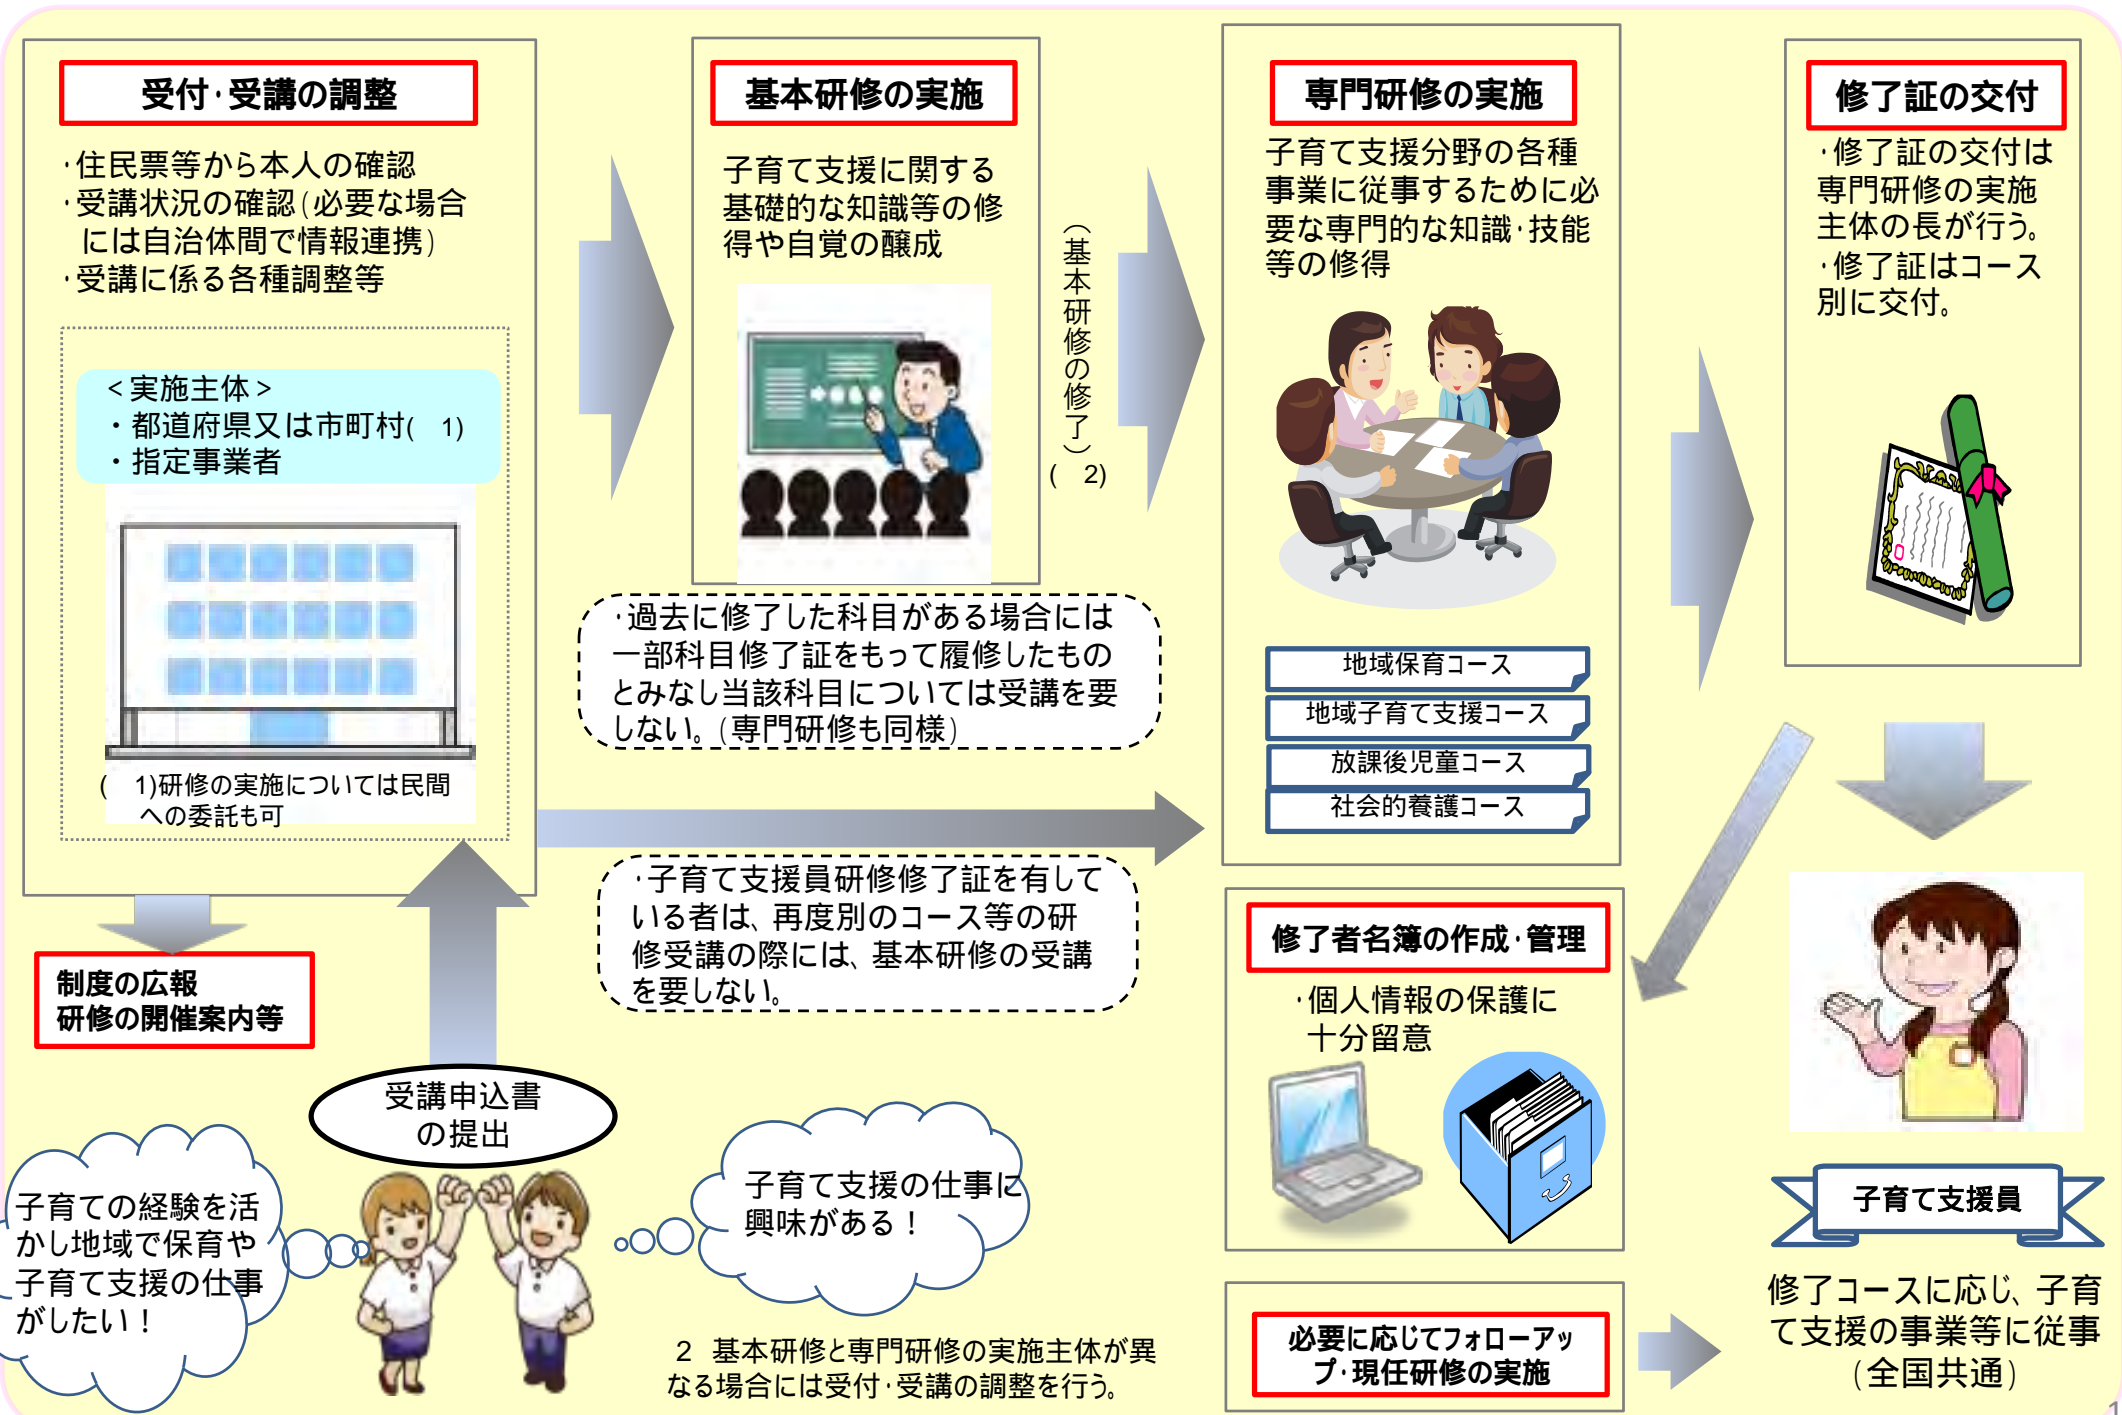 受付・受講の調整
・住民票等から本人の確認
・受講状況の確認(必要な場合
には自治体間で情報連携)
・受講に係る各種調整等
<実施主体>
・都道府県又は市町村( 1)
・指定事業者
( 1)研修の実施については民間
への委託も可
制度の広報
研修の開催案内等
基本研修の実施
子育て支援に関する
基礎的な知識等の修
得や自覚の醸成
(基本研修の修了)
( 2)
・過去に修了した科目がある場合には
一部科目修了証をもって履修したもの
とみなし当該科目については受講を要
しない。(専門研修も同様)
・子育て支援員研修修了証を有して
いる者は、再度別のコース等の研
修受講の際には、基本研修の受講
を要しない。
専門研修の実施
子育て支援分野の各種
事業に従事するために必
要な専門的な知識・技能
等の修得
地域保育コース
地域子育て支援コース
放課後児童コース
社会的養護コース
修了証の交付
・修了証の交付は
専門研修の実施
主体の長が行う。
・修了証はコース
別に交付。
修了者名簿の作成・管理
・個人情報の保護に
十分留意
必要に応じてフォローアッ
プ・現任研修の実施
子育て支援員
修了コースに応じ、子育
て支援の事業等に従事
(全国共通)
受講申込書
の提出
子育ての経験を活
かし地域で保育や
子育て支援の仕事
がしたい!
子育て支援の仕事に
興味がある!
2 基本研修と専門研修の実施主体が異
なる場合には受付・受講の調整を行う。
1